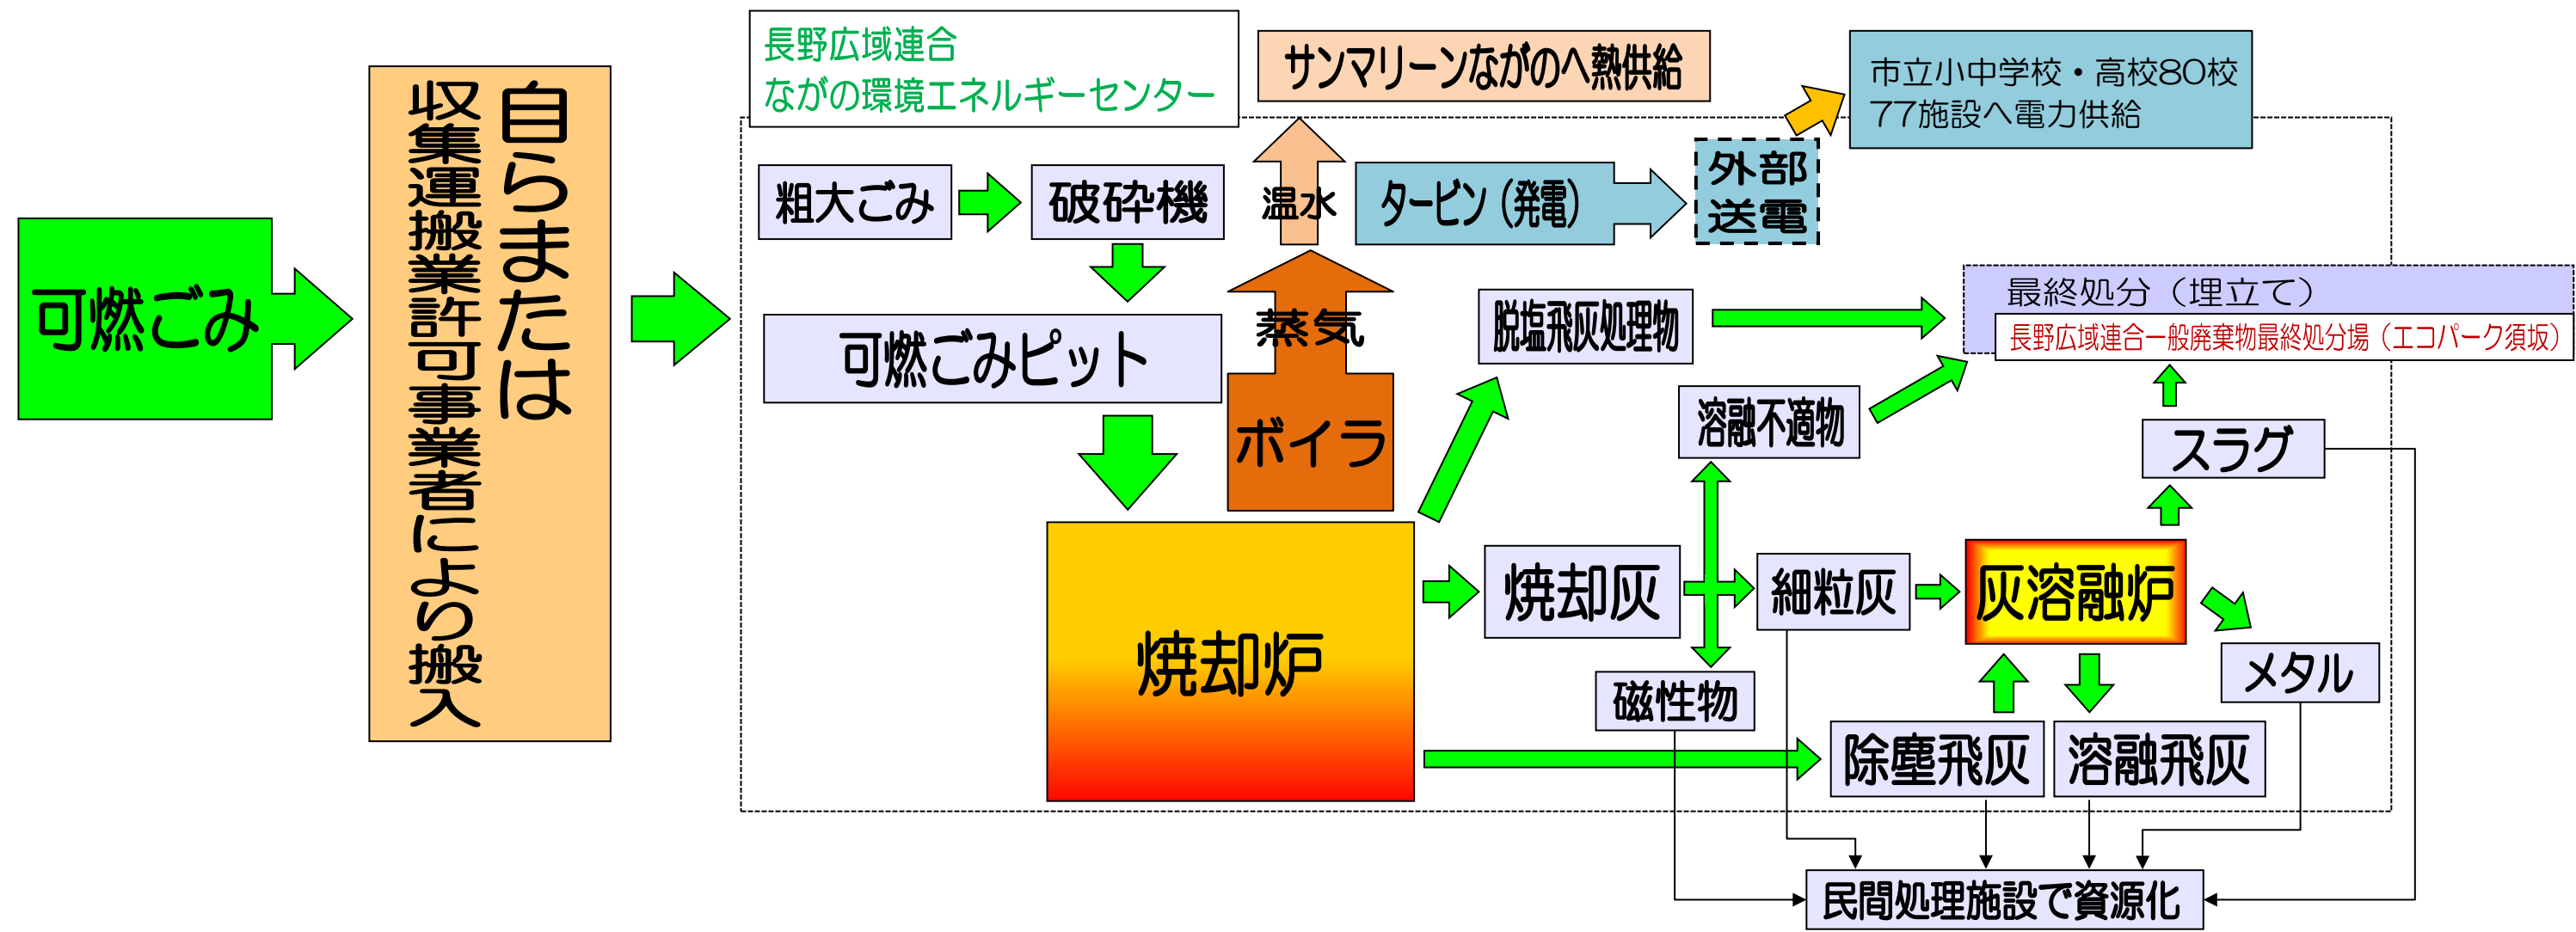 可燃ごみ
自らまたは
収集運搬業許可事業者により搬入
長野広域連合
ながの環境エネルギーセンター
サンマリーンながのへ熱供給
市立小中学校・高校80校
77施設へ電力供給
粗大ごみ
破砕機
温水
タービン(発電)
外部
送電
可燃ごみピット
蒸気
ボイラ
脱塩飛灰処理物
最終処分(埋立て)
長野広域連合一般廃棄物最終処分場(エコパーク須坂)
溶融不適物
スラグ
焼却炉
焼却灰
細粒灰
灰溶融炉
磁性物
メタル
除塵飛灰
溶融飛灰
民間処理施設で資源化